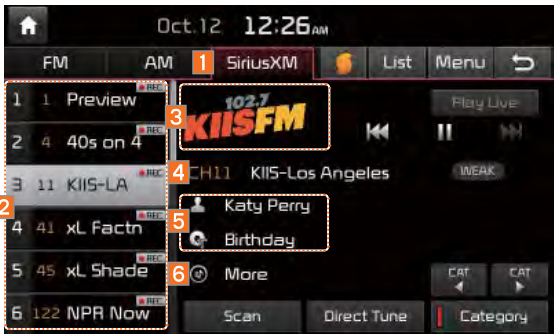 Oct.12 12:26 AM
FM AM 1 SiriusXM List Menu
1 1 Preview REC
2 4 40s on 4 REC
3 11 KIIS-LA REC
4 41 xL Factn REC
5 45 xL Shade REC
6 122 NPR Now REC
2
3 102.7 KIISFM
Play Live
4 CH11 KIIS-Los Angeles WEAK
5 Katy Perry
Birthday
6 More
CAT CAT
Scan Direct Tune Category